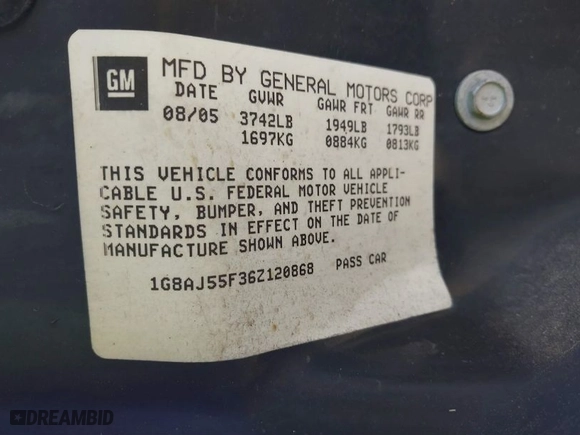 GM
MFD BY GENERAL MOTORS CORP
DATE GVWR GAWR FRT GAWR RR
08/05 3742LB 1949LB 1793LB
1697KG 0884KG 0813KG
THIS VEHICLE CONFORMS TO ALL APPLI-
CABLE U.S. FEDERAL MOTOR VEHICLE
SAFETY, BUMPER, AND THEFT PREVENTION
STANDARDS IN EFFECT ON THE DATE OF
MANUFACTURE SHOWN ABOVE.
1G8AJ55F36Z120868 PASS CAR
DREAMBID